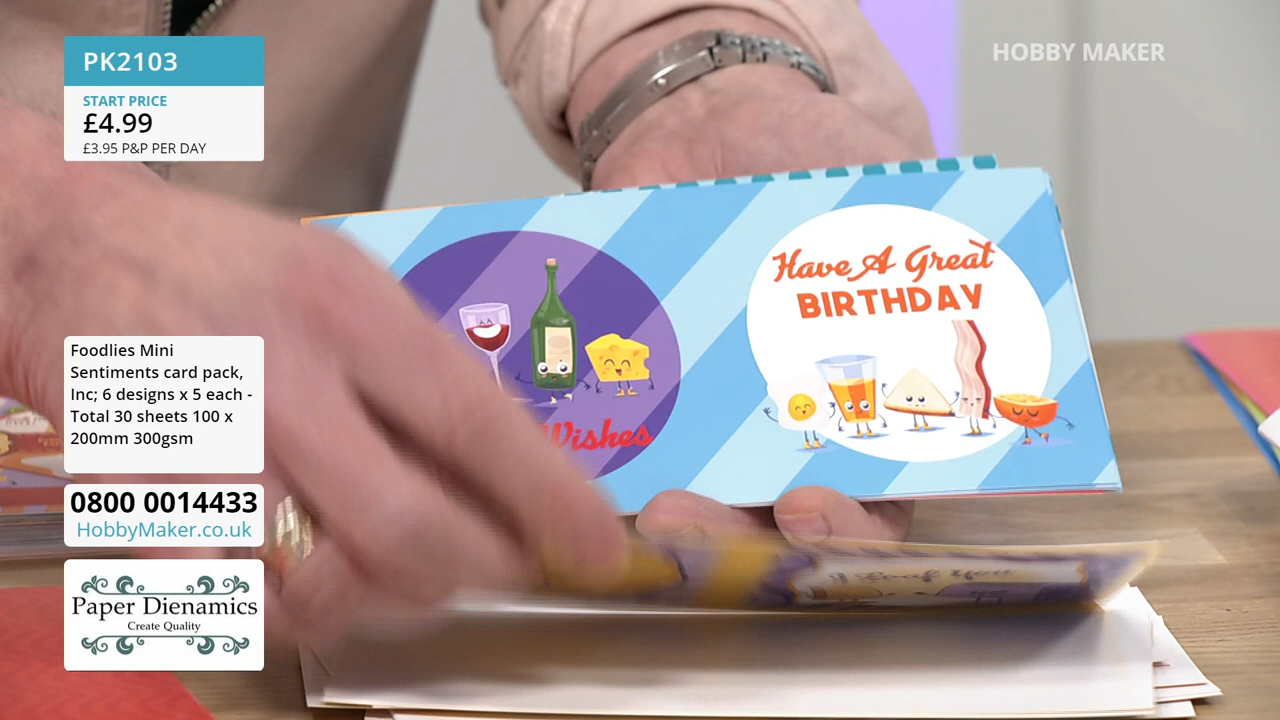 PK2103
START PRICE
£4.99
£3.95 P&P PER DAY
HOBBY MAKER
Have A Great
BIRTHDAY
Wishes
I Loaf You
Foodlies Mini
Sentiments card pack,
Inc; 6 designs x 5 each -
Total 30 sheets 100 x
200mm 300gsm
0800 0014433
HobbyMaker.co.uk
Paper Dienamics
Create Quality